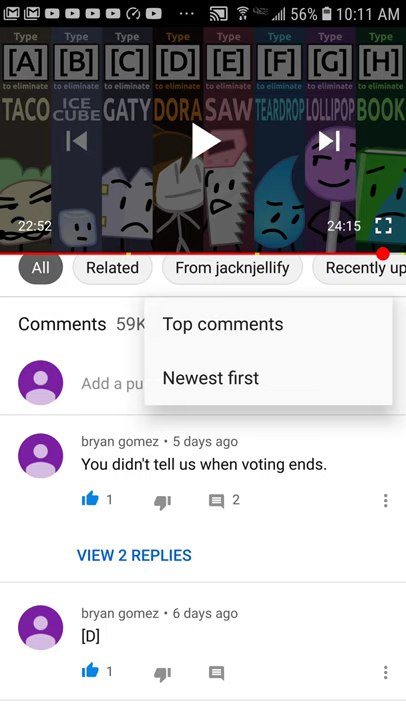 56% 10:11 AM
Type Type Type Type Type Type Type Type
[A] [B] [C] [D] [E] [F] [G] [H]
to eliminate to eliminate to eliminate to eliminate to eliminate to eliminate to eliminate to eliminate
TACO ICE CUBE GATY DORA SAW TEARDROP LOLLIPOP BOOK
22:52 24:15
All Related From jacknjellify Recently up
Comments 59K
Top comments
Add a pu
Newest first
bryan gomez • 5 days ago
You didn't tell us when voting ends.
1 2
VIEW 2 REPLIES
bryan gomez • 6 days ago
[D]
1